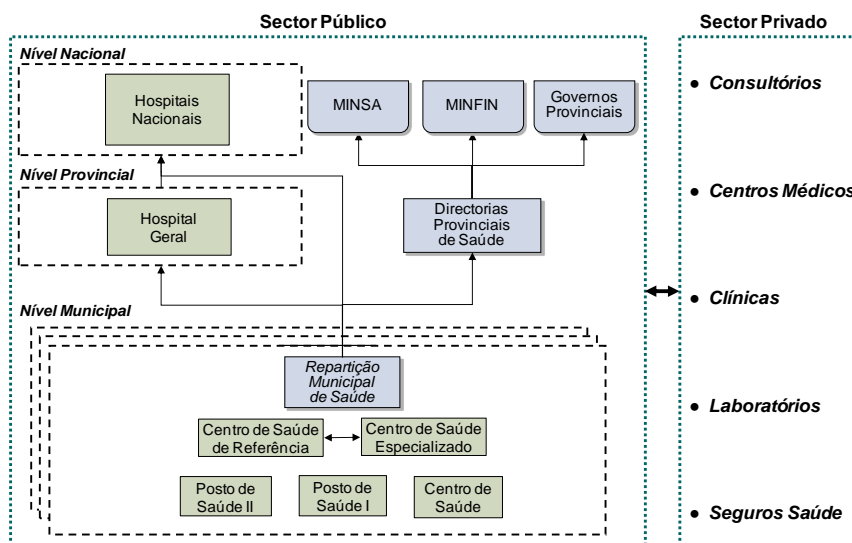 Sector Público
Sector Privado
Nível Nacional
Hospitais
Nacionais
MINSA
MINFIN
Governos
Provinciais
Nível Provincial
Hospital
Geral
Directorias
Provinciais
de Saúde
Nível Municipal
Repartição
Municipal
de Saúde
Centro de Saúde
de Referência
Centro de Saúde
Especializado
Posto de
Saúde II
Posto de
Saúde I
Centro de
Saúde
● Consultórios
● Centros Médicos
● Clínicas
● Laboratórios
● Seguros Saúde